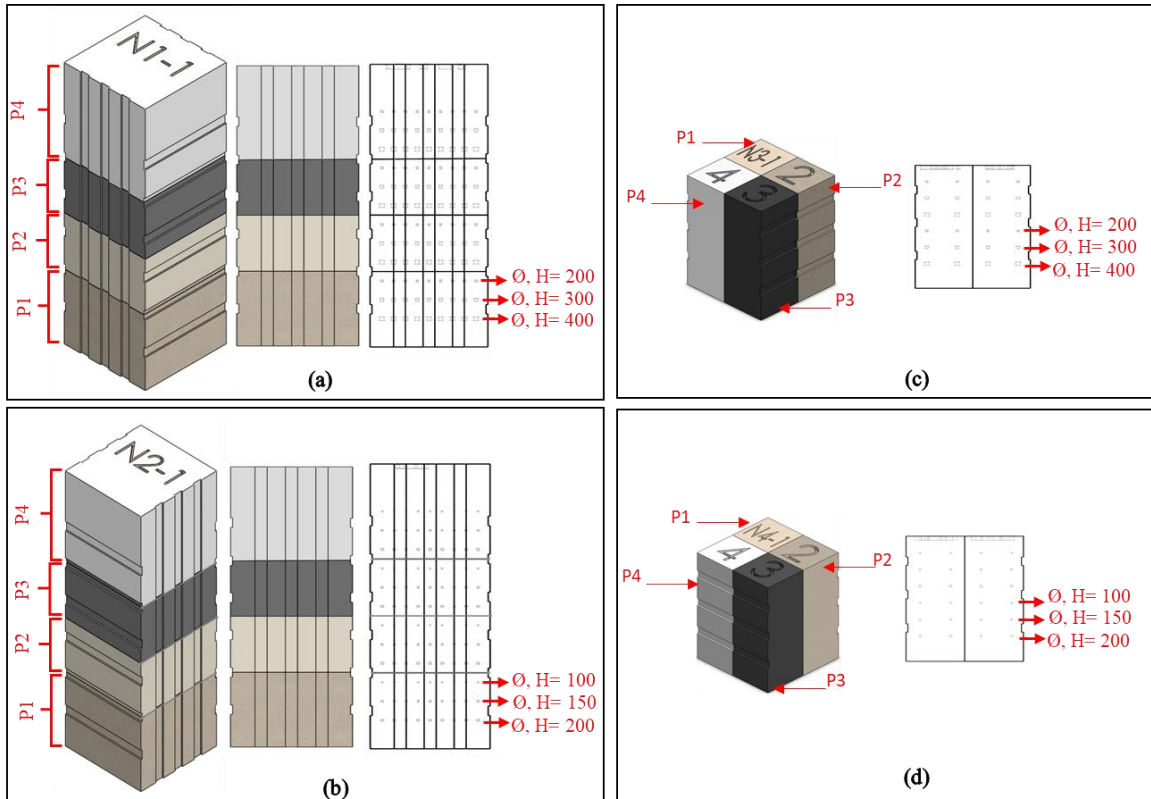 N1-1
P4
P3
P2
P1
Ø, H= 200
Ø, H= 300
Ø, H= 400
(a)
N2-1
P4
P3
P2
P1
Ø, H= 100
Ø, H= 150
Ø, H= 200
(b)
P1
N3-1
4
2
3
P2
P4
P3
Ø, H= 200
Ø, H= 300
Ø, H= 400
(c)
P1
N4-1
4
2
3
P2
P4
P3
Ø, H= 100
Ø, H= 150
Ø, H= 200
(d)